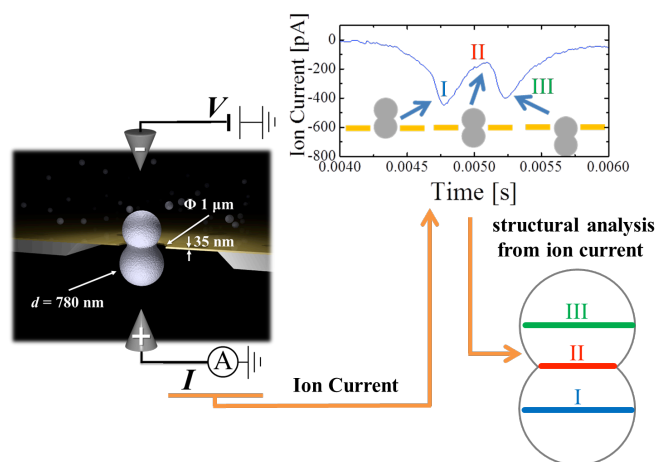 Ion Current [pA]
0
-200
-400
-600
-800
I
II
III
0.0040
0.0045
0.0050
0.0055
0.0060
Time [s]
V
-
Φ 1 μm
35 nm
d = 780 nm
+
A
I
Ion Current
structural analysis
from ion current
III
II
I